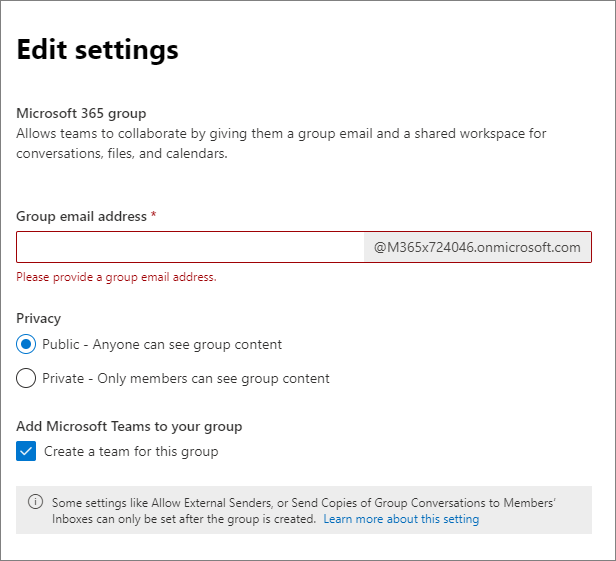 Edit settings
Microsoft 365 group
Allows teams to collaborate by giving them a group email and a shared workspace for
conversations, files, and calendars.
Group email address *
@M365x724046.onmicrosoft.com
Please provide a group email address.
Privacy
Public - Anyone can see group content
Private - Only members can see group content
Add Microsoft Teams to your group
Create a team for this group
Some settings like Allow External Senders, or Send Copies of Group Conversations to Members’
Inboxes can only be set after the group is created. Learn more about this setting